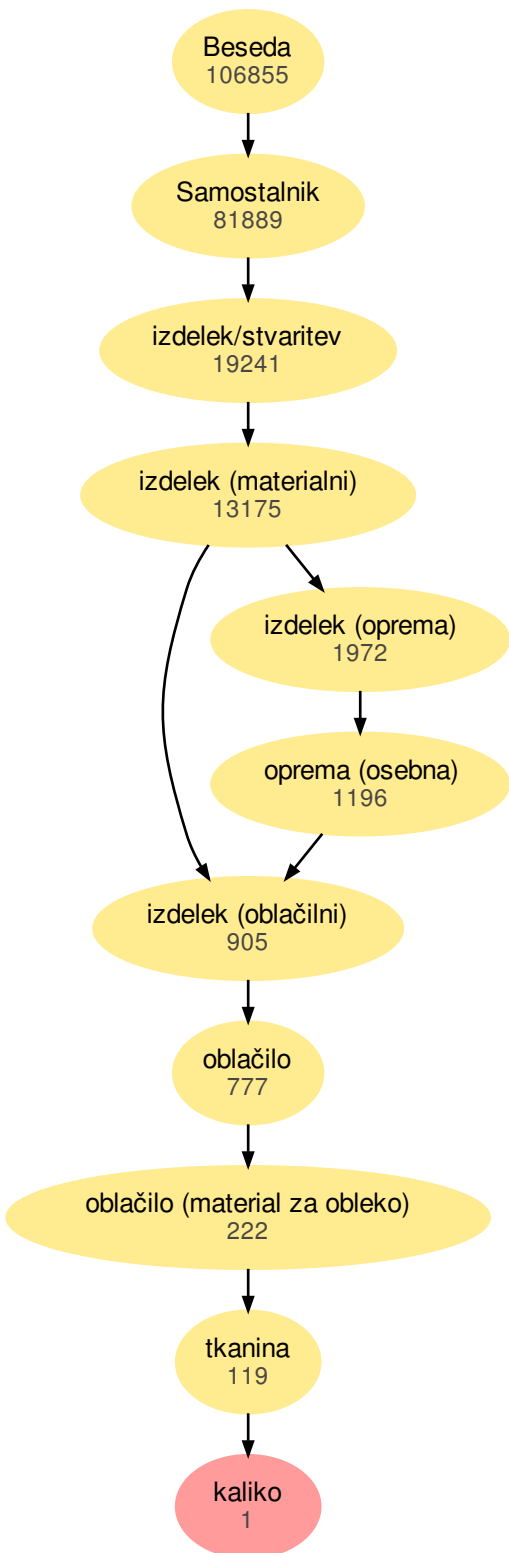 Beseda
106855
Samostalnik
81889
izdelek/stvaritev
19241
izdelek (materialni)
13175
izdelek (oprema)
1972
oprema (osebna)
1196
izdelek (oblačilni)
905
oblačilo
777
oblačilo (material za obleko)
222
tkanina
119
kaliko
1